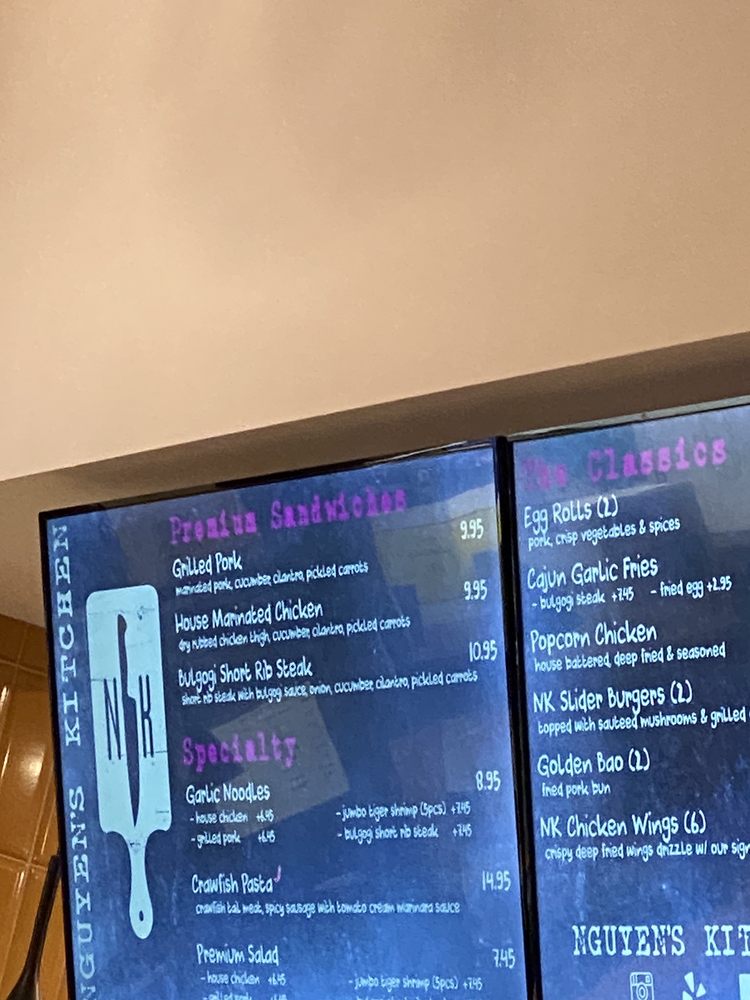 NGUYEN'S KITCHEN
NK
Premium Sandwiches
Grilled Pork 9.95
marinated pork, cucumber, cilantro, pickled carrots
House Marinated Chicken 9.95
dry rubbed chicken thigh, cucumber, cilantro, pickled carrots
Bulgogi Short Rib Steak 10.95
short rib steak with bulgogi sauce, onion, cucumber, cilantro, pickled carrots
Specialty
Garlic Noodles 8.95
- house chicken +6.45 - jumbo tiger shrimp (5pcs) +7.45
- grilled pork +6.45 - bulgogi short rib steak +7.45
Crawfish Pasta 14.95
crawfish tail meat, spicy sausage with tomato cream marinara sauce
Premium Salad 7.45
- house chicken +6.45 - jumbo tiger shrimp (5pcs) +7.45
The Classics
Egg Rolls (2)
pork, crisp vegetables & spices
Cajun Garlic Fries
- bulgogi steak +7.45 - fried egg +2.95
Popcorn Chicken
house battered, deep fried & seasoned
NK Slider Burgers (2)
topped with sauteed mushrooms & grilled
Golden Bao (2)
fried pork bun
NK Chicken Wings (6)
crispy deep fried wings drizzle w/ our
NGUYEN'S